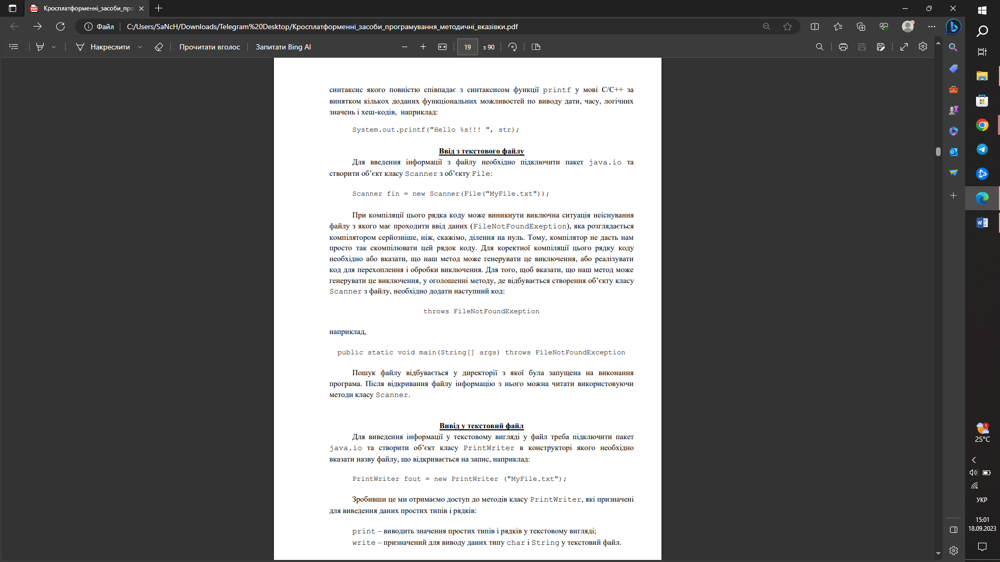 Кросплатформенні_засоби_про
Файл
C:/Users/SaNcH/Downloads/Telegram%20Desktop/Кросплатформенні_засоби_програмування_методичні_вказівки.pdf
Накреслити
Прочитати вголос
Запитати Bing AI
19
з 90
синтаксис якого повністю співпадає з синтаксисом функції printf у мові C/C++ за
винятком кількох доданих функціональних можливостей по виводу дати, часу, логічних
значень і хеш-кодів, наприклад:
System.out.printf("Hello %s!!! ", str);
Ввід з текстового файлу
Для введення інформації з файлу необхідно підключити пакет java.io та
створити об’єкт класу Scanner з об’єкту File:
Scanner fin = new Scanner(File("MyFile.txt"));
При компіляції цього рядка коду може виникнути виключна ситуація неіснування
файлу з якого має проходити ввід даних (FileNotFoundExeption), яка розглядається
компілятором серйозніше, ніж, скажімо, ділення на нуль. Тому, компілятор не дасть нам
просто так скомпілювати цей рядок коду. Для коректної компіляції цього рядку коду
необхідно або вказати, що наш метод може генерувати це виключення, або реалізувати
код для перехоплення і обробки виключення. Для того, щоб вказати, що наш метод може
генерувати це виключення, у оголошенні методу, де відбувається створення об’єкту класу
Scanner з файлу, необхідно додати наступний код:
throws FileNotFoundExeption
наприклад,
public static void main(String[] args) throws FileNotFoundException
Пошук файлу відбувається у директорії з якої була запущена на виконання
програма. Після відкривання файлу інформацію з нього можна читати використовуючи
методи класу Scanner.
Вивід у текстовий файл
Для виведення інформації у текстовому вигляді у файл треба підключити пакет
java.io та створити об’єкт класу PrintWriter в конструкторі якого необхідно
вказати назву файлу, що відкривається на запис, наприклад:
PrintWriter fout = new PrintWriter ("MyFile.txt");
Зробивши це ми отримаємо доступ до методів класу PrintWriter, які призначені
для виведення даних простих типів і рядків:
print – виводить значення простих типів і рядків у текстовому вигляді;
write – призначений для виводу даних типу char і String у текстовий файл.
1
25°C
УКР
15:01
18.09.2023